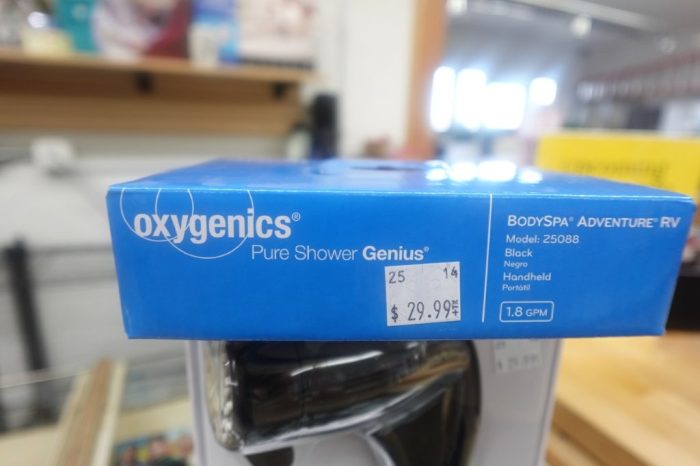 oxygenics®
Pure Shower Genius®
25 14
$ 29.99
BODYSPA® ADVENTURE™ RV
Model: 25088
Black
Negro
Handheld
Portátil
1.8 GPM